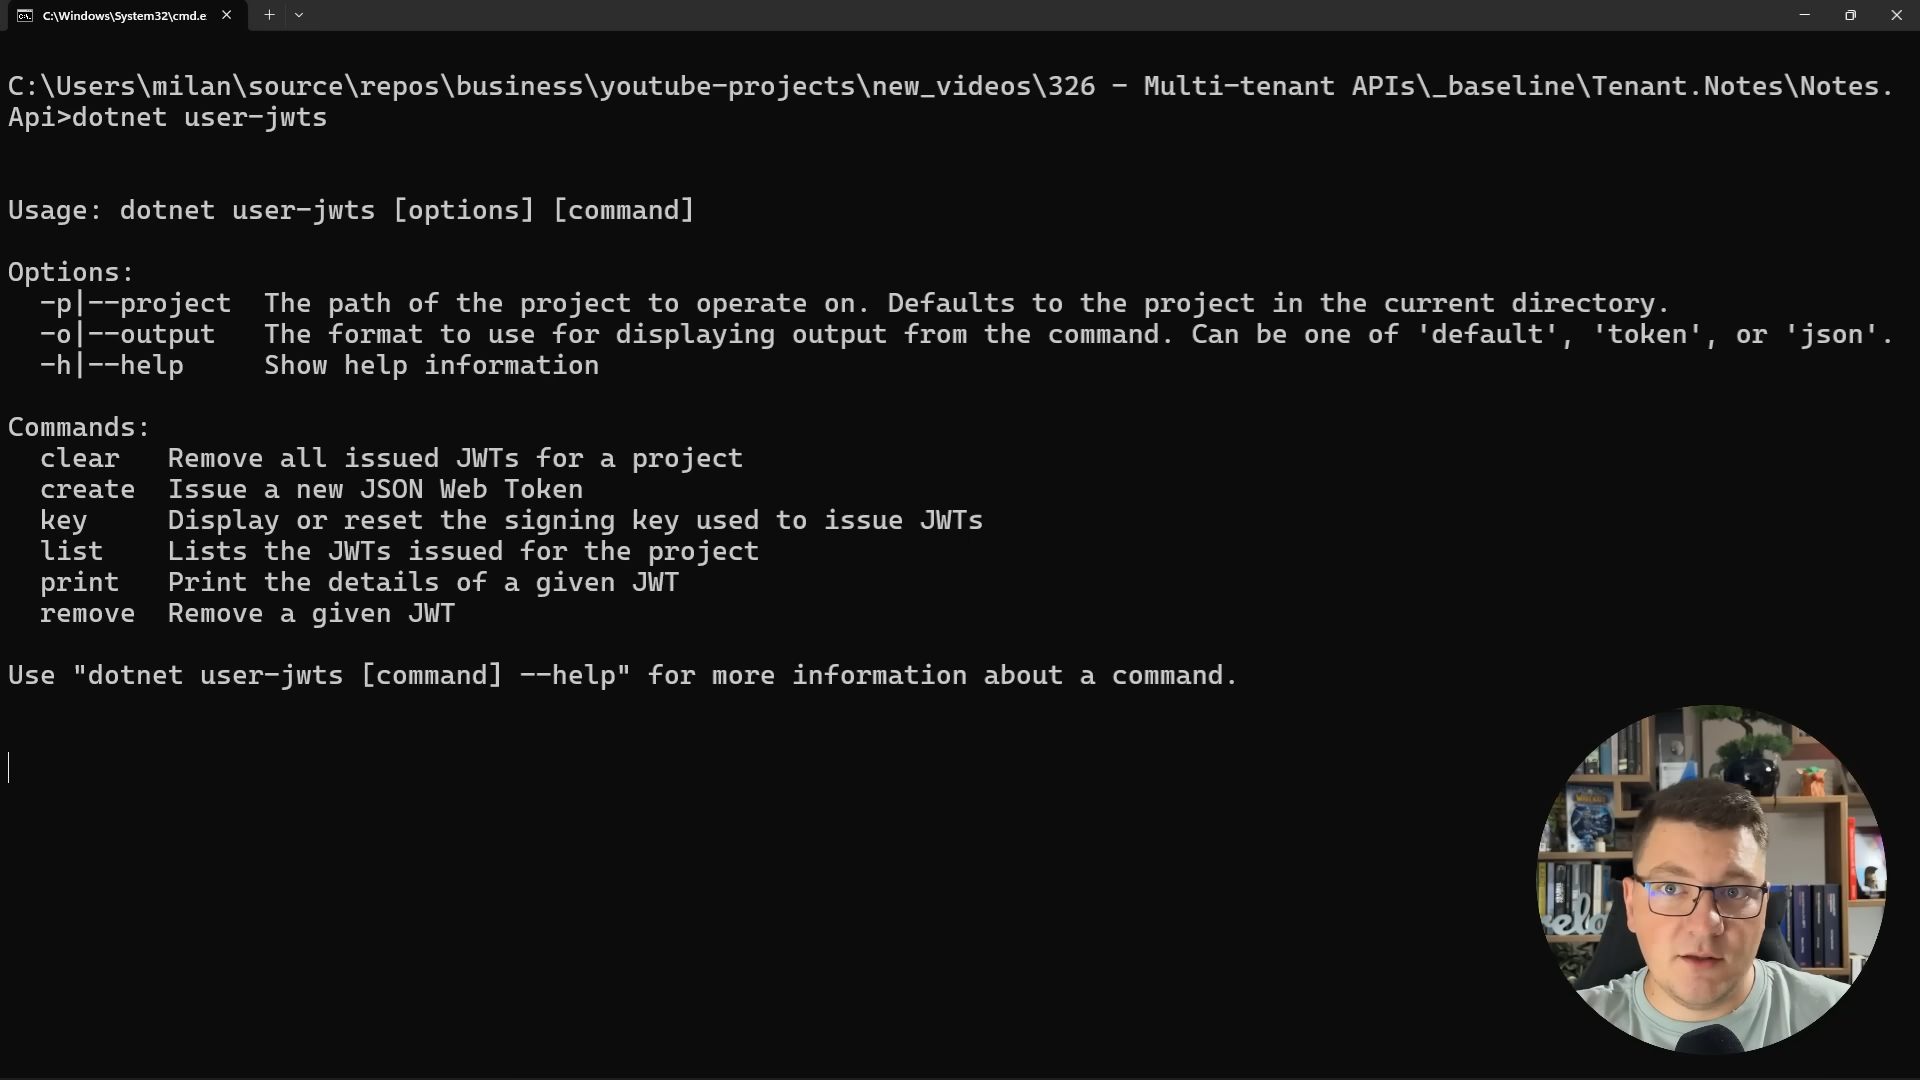 C:\Windows\System32\cmd.e
C:\Users\milan\source\repos\business\youtube-projects\new_videos\326 - Multi-tenant APIs\_baseline\Tenant.Notes\Notes.
Api>dotnet user-jwts
Usage: dotnet user-jwts [options] [command]
Options:
-p|--project  The path of the project to operate on. Defaults to the project in the current directory.
-o|--output   The format to use for displaying output from the command. Can be one of 'default', 'token', or 'json'.
-h|--help     Show help information
Commands:
clear   Remove all issued JWTs for a project
create  Issue a new JSON Web Token
key     Display or reset the signing key used to issue JWTs
list    Lists the JWTs issued for the project
print   Print the details of a given JWT
remove  Remove a given JWT
Use "dotnet user-jwts [command] --help" for more information about a command.